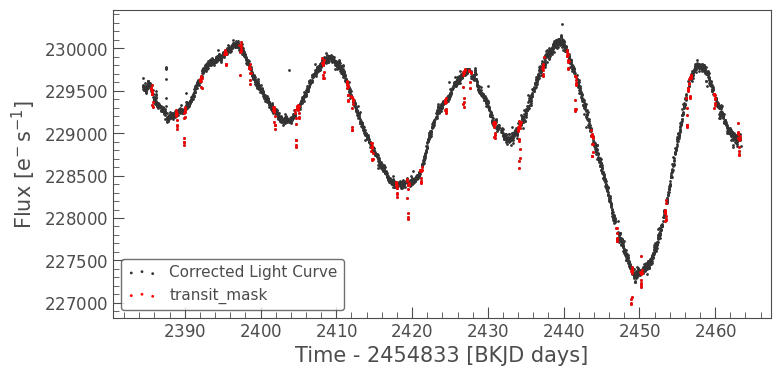 230000
229500
229000
228500
228000
227500
227000
Flux [e⁻ s⁻¹]
Corrected Light Curve
transit_mask
2390 2400 2410 2420 2430 2440 2450 2460
Time - 2454833 [BKJD days]